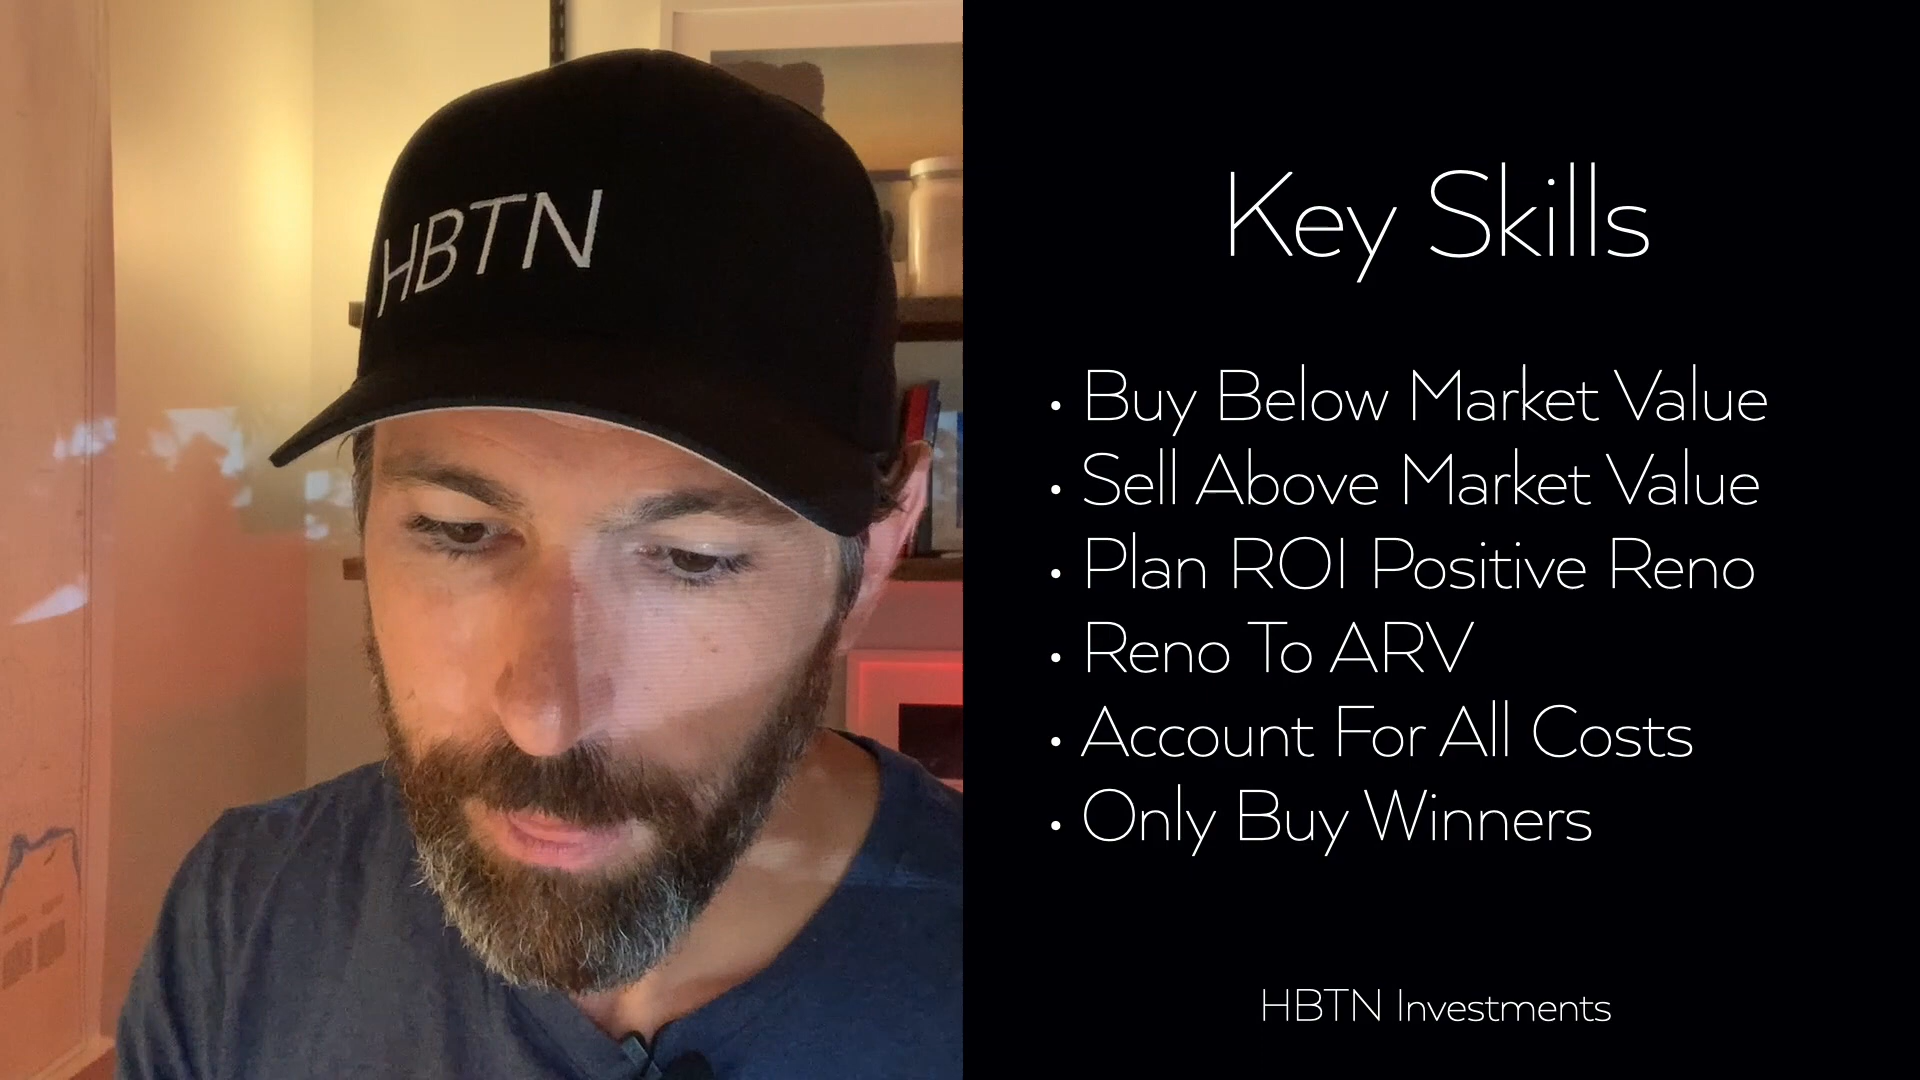 HBTN
Key Skills
• Buy Below Market Value
• Sell Above Market Value
• Plan ROI Positive Reno
• Reno To ARV
• Account For All Costs
• Only Buy Winners
HBTN Investments